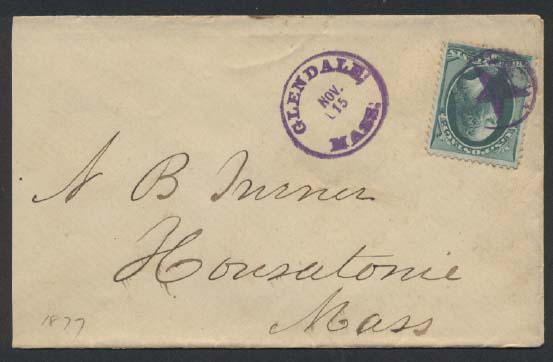 GLENDALE, MASS.
NOV.
15
N B Turner
Housatonic
Mass
1877